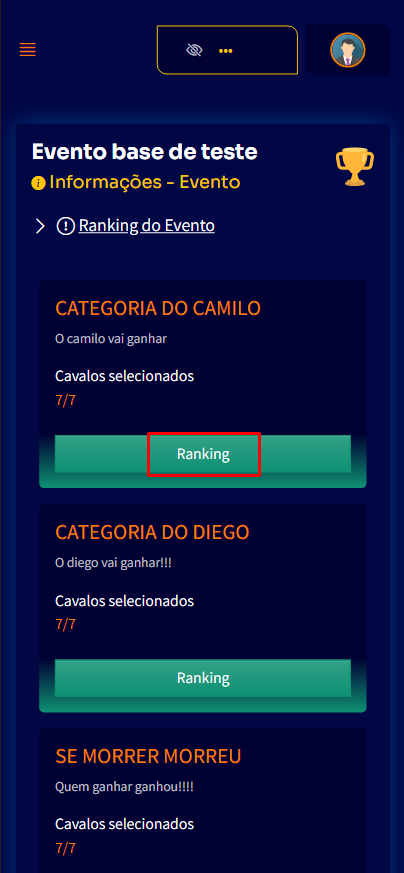 •••
Evento base de teste
Informações - Evento
Ranking do Evento
CATEGORIA DO CAMILO
O camilo vai ganhar
Cavalos selecionados
7/7
Ranking
CATEGORIA DO DIEGO
O diego vai ganhar!!!
Cavalos selecionados
7/7
Ranking
SE MORRER MORREU
Quem ganhar ganhou!!!!
Cavalos selecionados
7/7